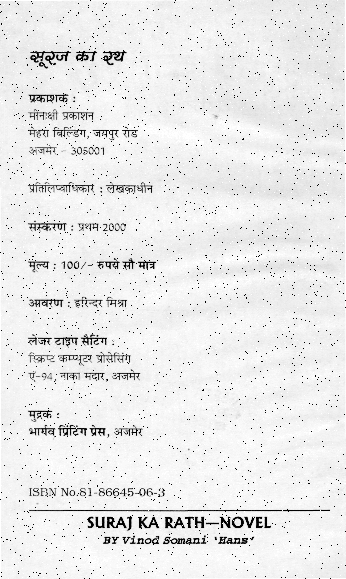 सूरज का रथ
प्रकाशक :
मीनाक्षी प्रकाशन
मेहरा बिल्डिंग, जयपुर रोड
अजमेर - 305001
प्रतिलिप्याधिकार : लेखकाधीन
संस्करण : प्रथम 2000
मूल्य : 100/- रुपये सौ मात्र
आवरण : हरिन्दर मिश्रा
लेजर टाइप सैटिंग :
स्क्रिप्ट कम्प्यूटर प्रोसेसिंग
ए-94, नाका मदार, अजमेर
मुद्रक :
भार्गव प्रिंटिंग प्रेस, अजमेर
ISBN No.81-86645-06-3
SURAJ KA RATH—NOVEL
BY Vinod Somani 'Hans'